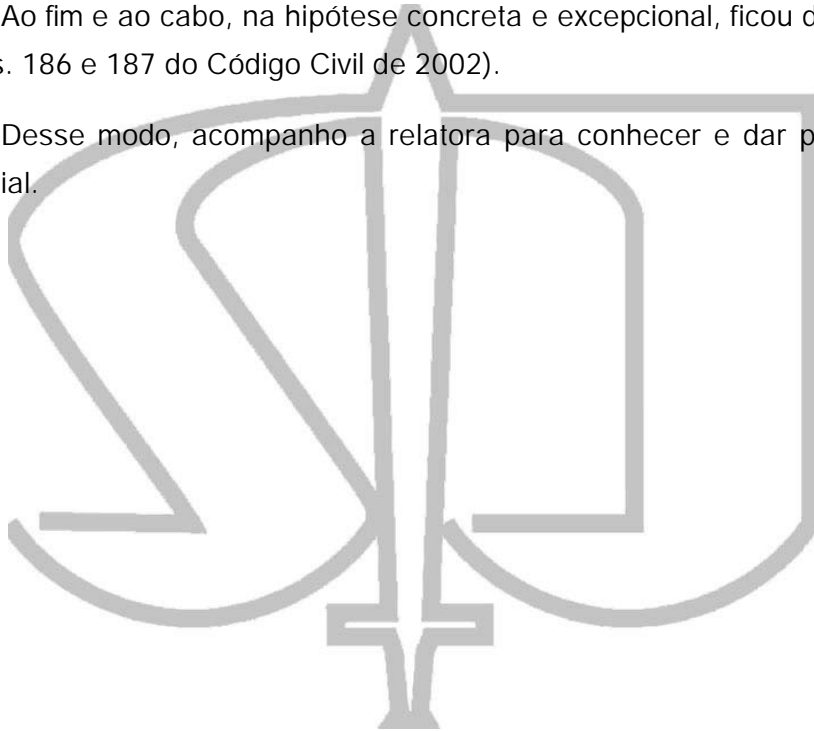 Ao fim e ao cabo, na hipótese concreta e excepcional, ficou d
s. 186 e 187 do Código Civil de 2002).
Desse modo, acompanho a relatora para conhecer e dar p
ial.